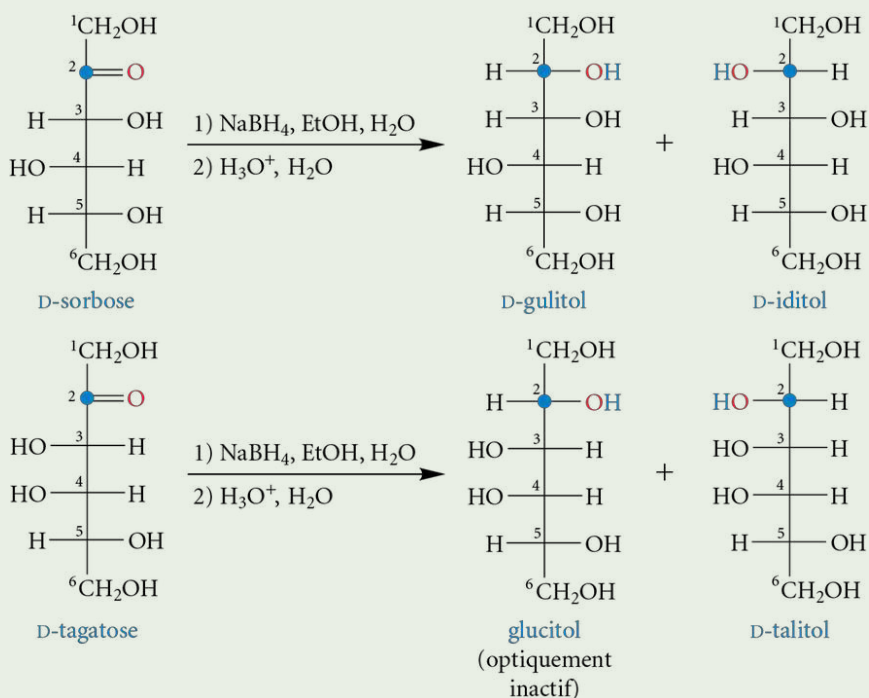 ¹CH₂OH
²
O
H
³
OH
HO
⁴
H
H
⁵
OH
⁶CH₂OH
D-sorbose
1) NaBH₄, EtOH, H₂O
2) H₃O⁺, H₂O
¹CH₂OH
H
²
OH
H
³
OH
HO
⁴
H
H
⁵
OH
⁶CH₂OH
D-gulitol
+
¹CH₂OH
HO
²
H
H
³
OH
HO
⁴
H
H
⁵
OH
⁶CH₂OH
D-iditol
¹CH₂OH
²
O
HO
³
H
HO
⁴
H
H
⁵
OH
⁶CH₂OH
D-tagatose
1) NaBH₄, EtOH, H₂O
2) H₃O⁺, H₂O
¹CH₂OH
H
²
OH
HO
³
H
HO
⁴
H
H
⁵
OH
⁶CH₂OH
glucitol
(optiquement
inactif)
+
¹CH₂OH
HO
²
H
HO
³
H
HO
⁴
H
H
⁵
OH
⁶CH₂OH
D-talitol